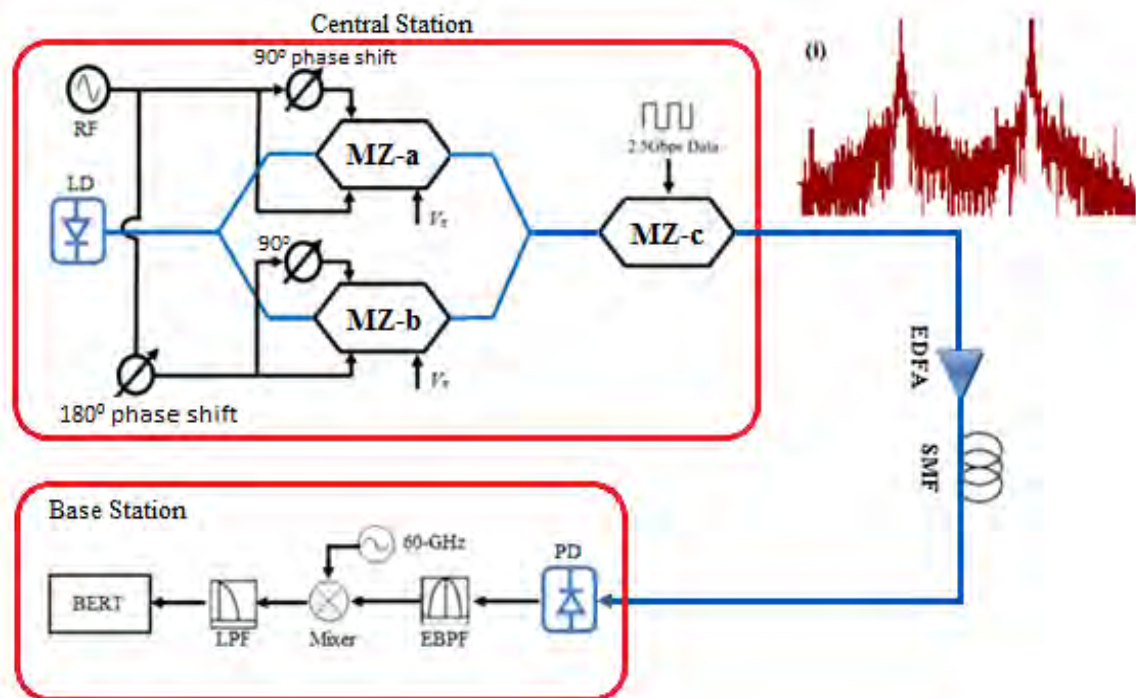 Central Station
(i)
90⁰ phase shift
RF
MZ-a
2.5Gbps Data
LD
Vπ
MZ-c
90⁰
MZ-b
Vπ
EDFA
180⁰ phase shift
SMF
Base Station
60-GHz
PD
BERT
LPF
Mixer
EBPF